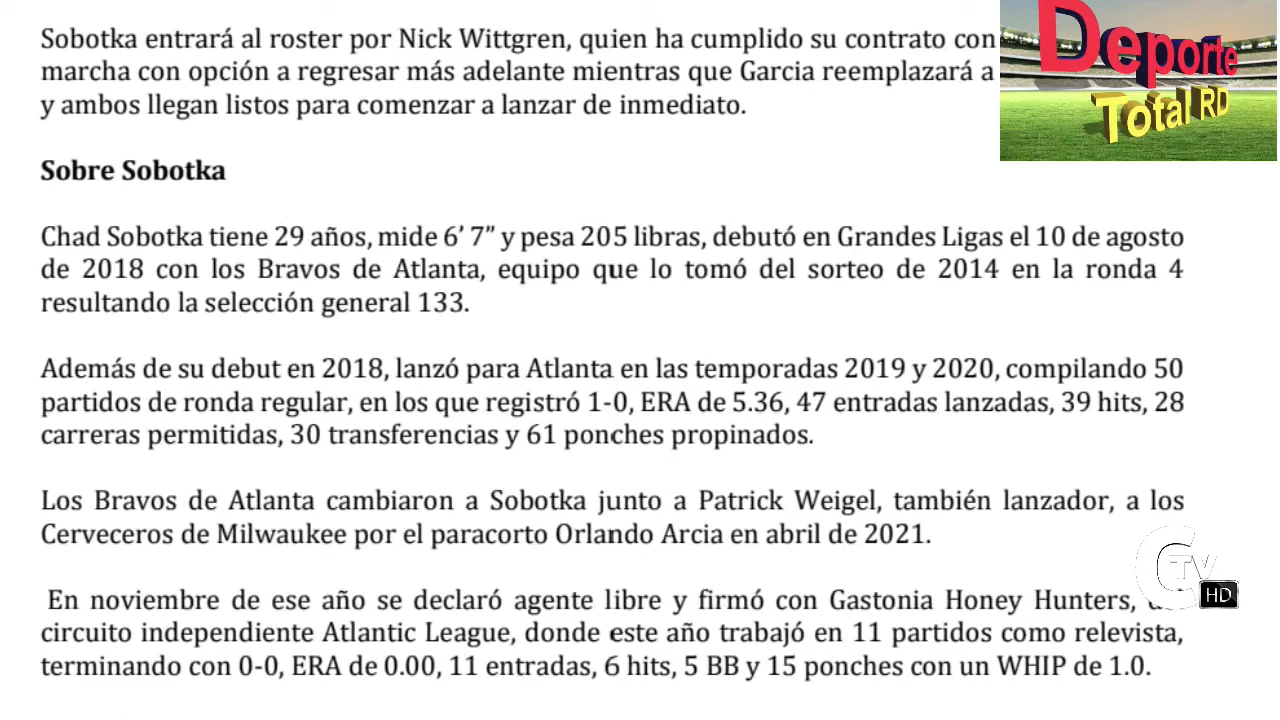 Sobotka entrará al roster por Nick Wittgren, quien ha cumplido su contrato con
marcha con opción a regresar más adelante mientras que Garcia reemplazará a
y ambos llegan listos para comenzar a lanzar de inmediato.
Deporte
Total RD
Sobre Sobotka
Chad Sobotka tiene 29 años, mide 6’ 7” y pesa 205 libras, debutó en Grandes Ligas el 10 de agosto
de 2018 con los Bravos de Atlanta, equipo que lo tomó del sorteo de 2014 en la ronda 4
resultando la selección general 133.
Además de su debut en 2018, lanzó para Atlanta en las temporadas 2019 y 2020, compilando 50
partidos de ronda regular, en los que registró 1-0, ERA de 5.36, 47 entradas lanzadas, 39 hits, 28
carreras permitidas, 30 transferencias y 61 ponches propinados.
Los Bravos de Atlanta cambiaron a Sobotka junto a Patrick Weigel, también lanzador, a los
Cerveceros de Milwaukee por el paracorto Orlando Arcia en abril de 2021.
CTV
HD
En noviembre de ese año se declaró agente libre y firmó con Gastonia Honey Hunters,
circuito independiente Atlantic League, donde este año trabajó en 11 partidos como relevista,
terminando con 0-0, ERA de 0.00, 11 entradas, 6 hits, 5 BB y 15 ponches con un WHIP de 1.0.